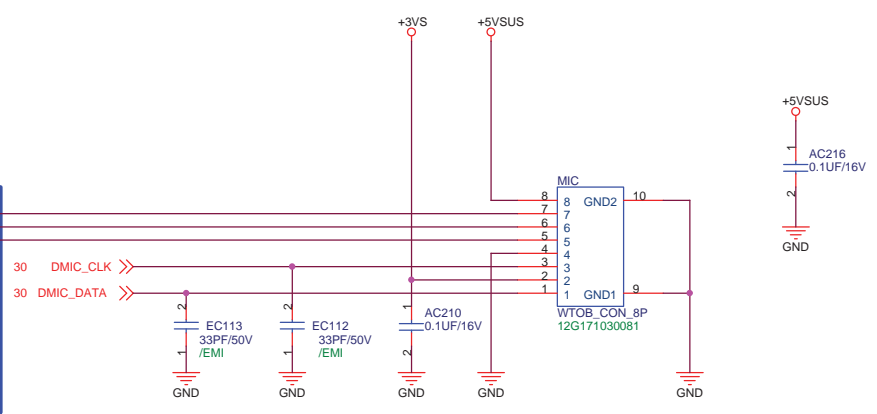 +3VS
+5VSUS
+5VSUS
1
AC216
0.1UF/16V
2
GND
MIC
8 8 GND2 10
7 7
6 6
5 5
4 4
30 DMIC_CLK 3 3
2 2
30 DMIC_DATA 1 1 GND1 9
WTOB_CON_8P
12G171030081
2
EC113
33PF/50V
/EMI
1
GND
2
EC112
33PF/50V
/EMI
1
GND
1
AC210
0.1UF/16V
2
GND
GND
GND